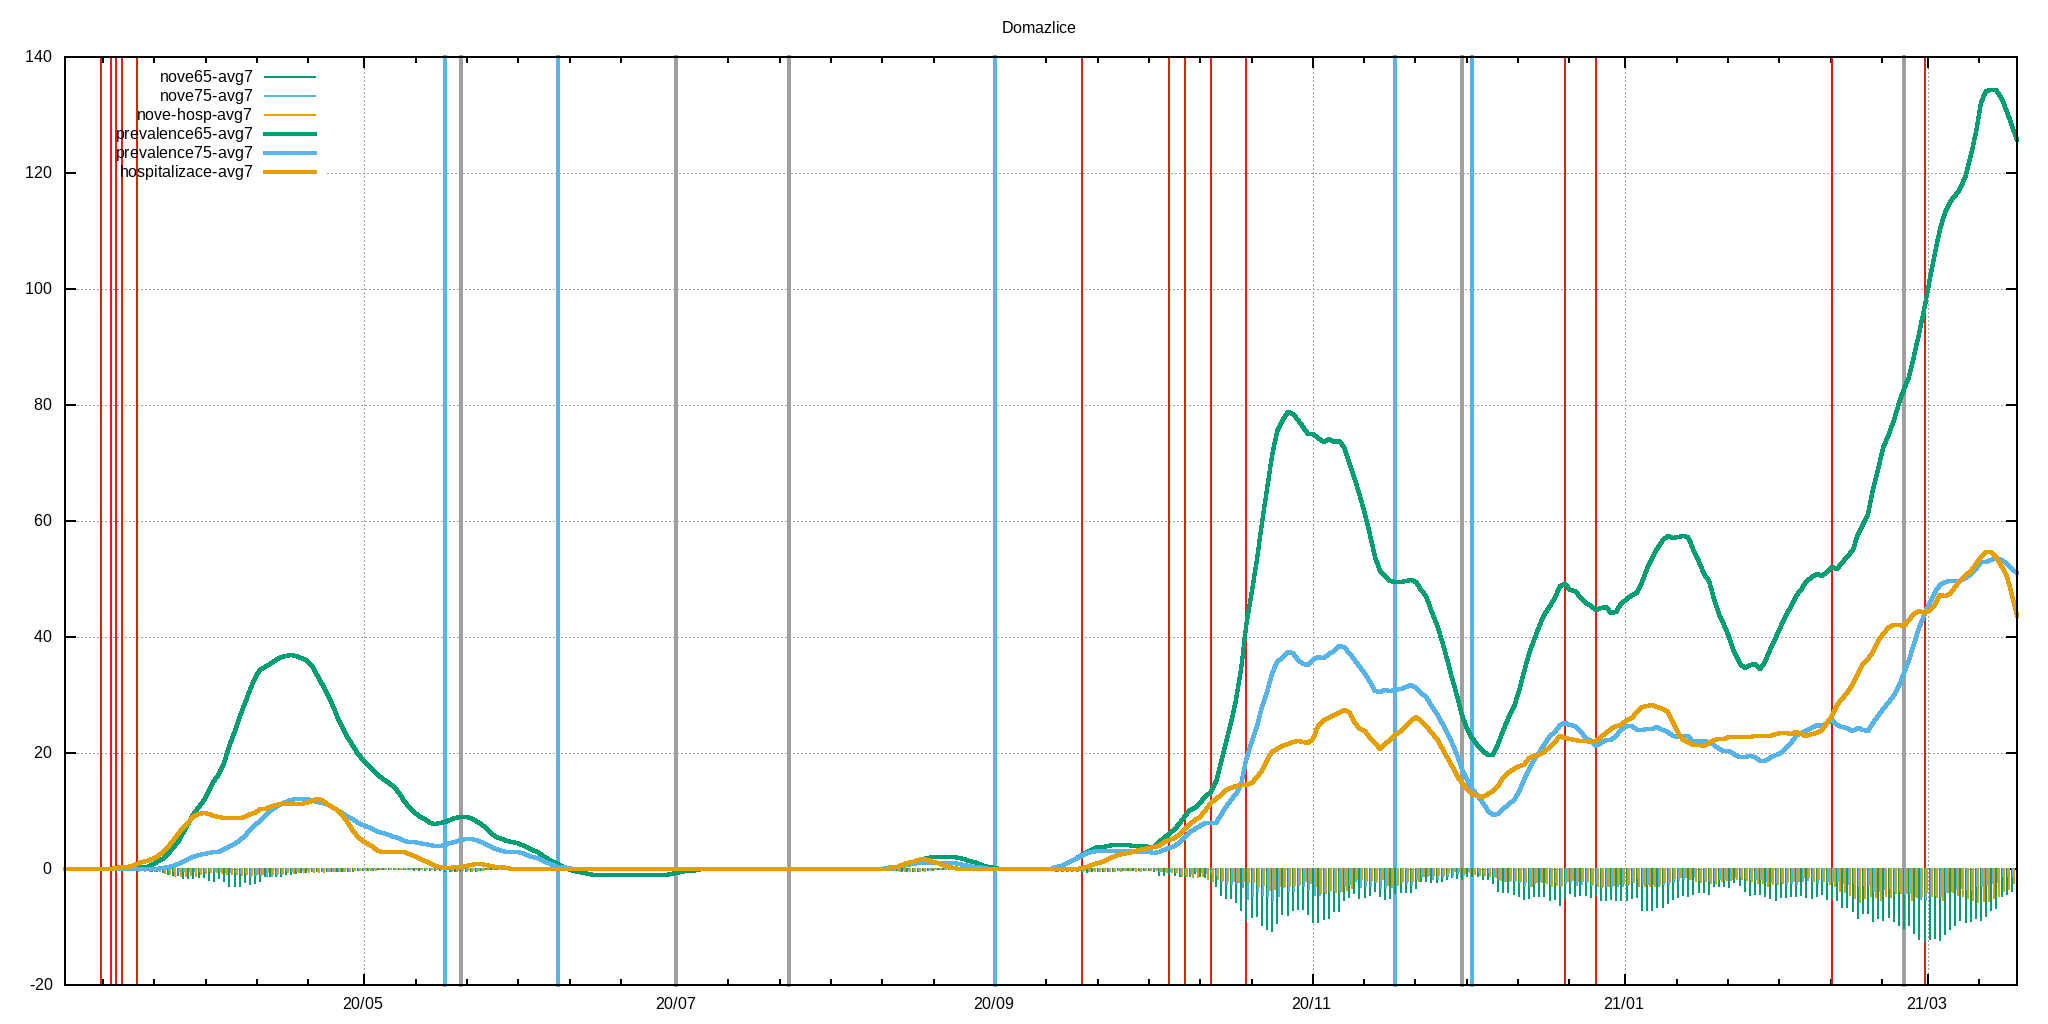 Domazlice
140
120
100
80
60
40
20
0
-20
nove65-avg7
nove75-avg7
nove-hosp-avg7
prevalence65-avg7
prevalence75-avg7
hospitalizace-avg7
20/05 20/07 20/09 20/11 21/01 21/03